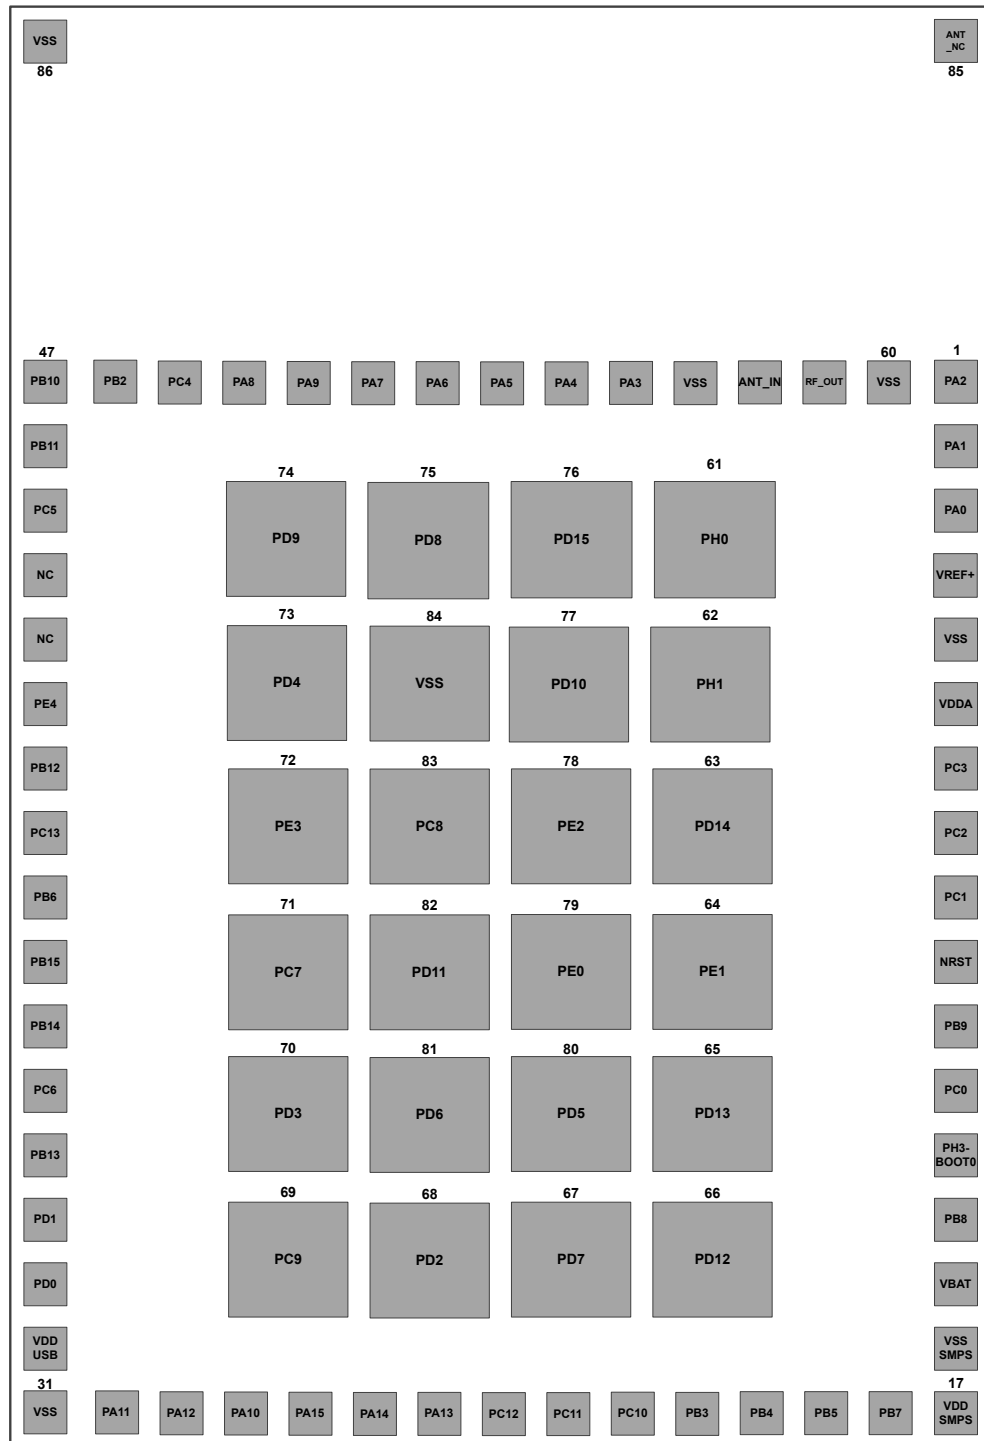 VSS
ANT
_NC
86
85
47
60
1
PB10
PB2
PC4
PA8
PA9
PA7
PA6
PA5
PA4
PA3
VSS
ANT_IN
RF_OUT
VSS
PA2
PB11
PA1
74
75
76
61
PC5
PA0
PD9
PD8
PD15
PH0
NC
VREF+
73
84
77
62
NC
VSS
PD4
VSS
PD10
PH1
PE4
VDDA
72
83
78
63
PB12
PC3
PE3
PC8
PE2
PD14
PC13
PC2
PB6
PC1
71
82
79
64
PB15
NRST
PC7
PD11
PE0
PE1
PB14
PB9
70
81
80
65
PC6
PC0
PD3
PD6
PD5
PD13
PB13
PH3-
BOOT0
69
68
67
66
PD1
PB8
PC9
PD2
PD7
PD12
PD0
VBAT
VDD
USB
VSS
SMPS
31
17
VSS
PA11
PA12
PA10
PA15
PA14
PA13
PC12
PC11
PC10
PB3
PB4
PB5
PB7
VDD
SMPS